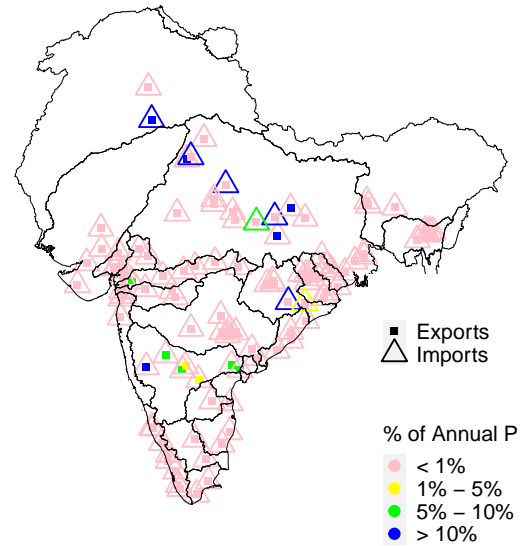 Exports
Imports
% of Annual P
< 1%
1% − 5%
5% − 10%
> 10%